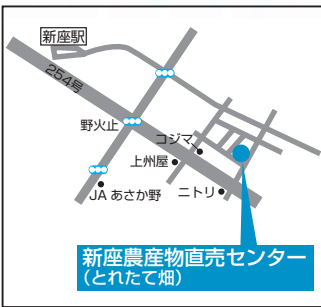 新座駅
254号
野火止
コジマ
上州屋
JA あさか野
ニトリ
新座農産物直売センター
（とれたて畑）